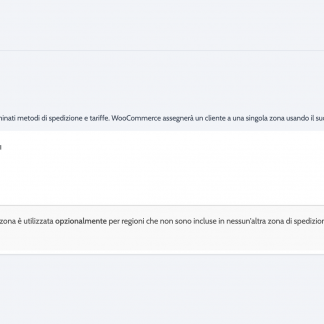 minati metodi di spedizione e tariffe. WooCommerce assegnerà un cliente a una singola zona usando il suo
zona è utilizzata opzionalmente per regioni che non sono incluse in nessun'altra zona di spedizion